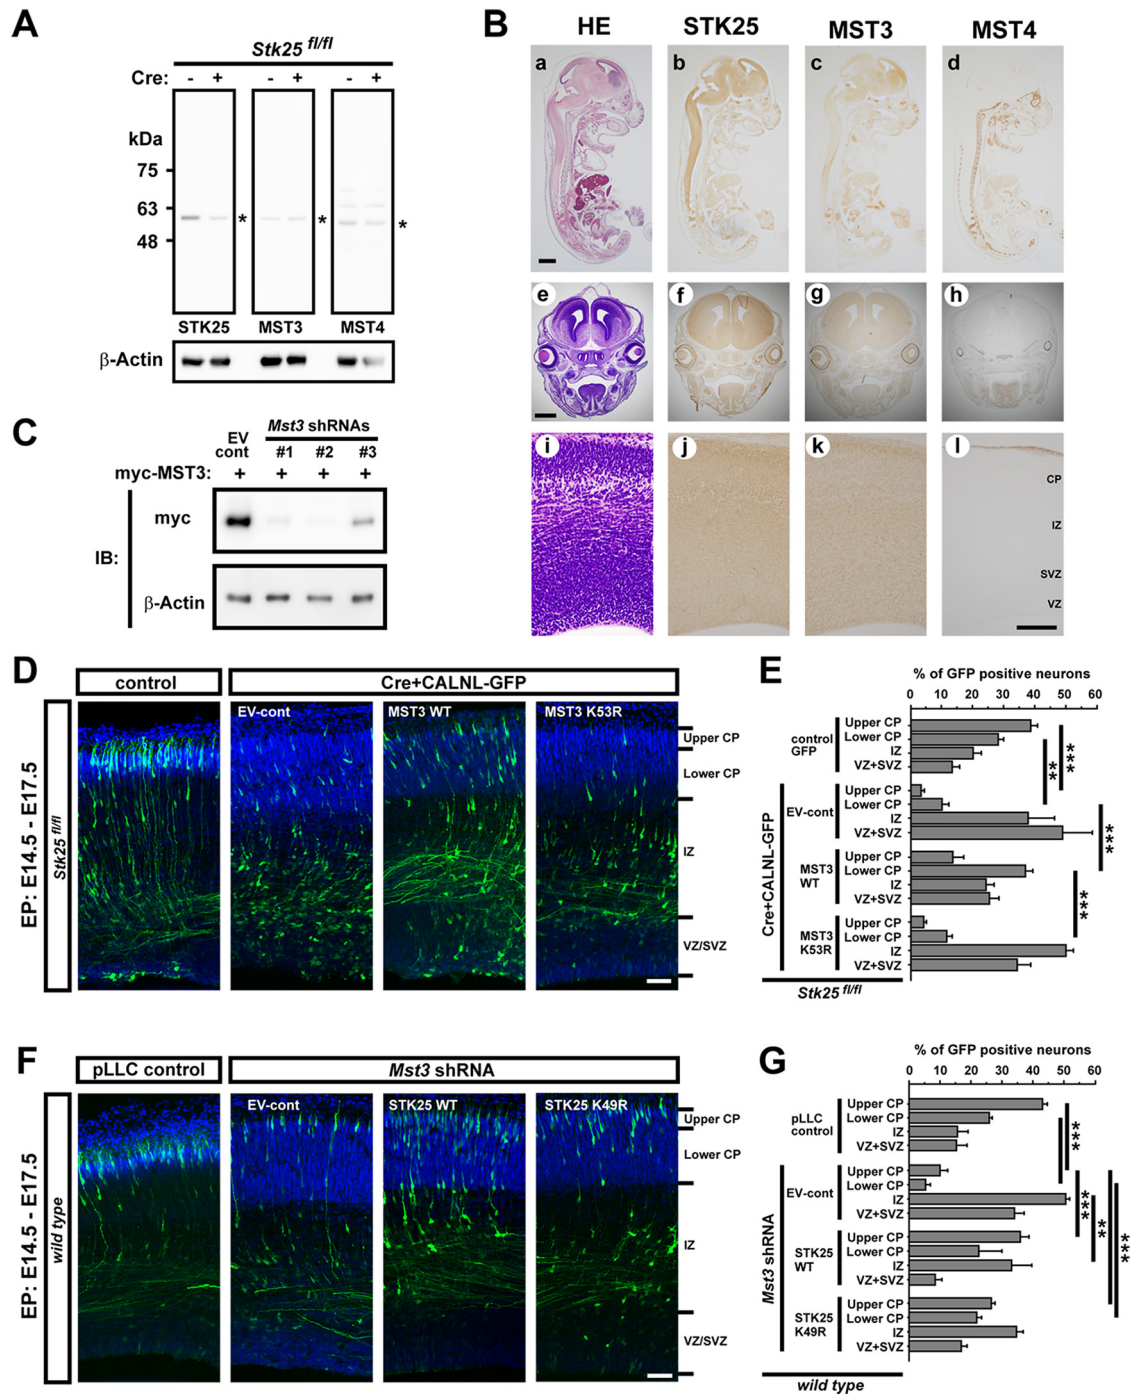 A
Stk25 fl/fl
Cre: - + - + - +
kDa
75
63
48
*
*
*
STK25 MST3 MST4
β-Actin
B
HE STK25 MST3 MST4
a b c d
e f g h
i j k l
CP
IZ
SVZ
VZ
C
EV cont
Mst3 shRNAs
#1 #2 #3
myc-MST3: + + + +
IB:
myc
β-Actin
D
control
Cre+CALNL-GFP
EV-cont MST3 WT MST3 K53R
EP: E14.5 - E17.5
Stk25 fl/fl
Upper CP
Lower CP
IZ
VZ/SVZ
E
% of GFP positive neurons
0 10 20 30 40 50 60
control GFP
Upper CP
Lower CP
IZ
VZ+SVZ
EV-cont
Upper CP
Lower CP
IZ
VZ+SVZ
MST3 WT
Upper CP
Lower CP
IZ
VZ+SVZ
MST3 K53R
Upper CP
Lower CP
IZ
VZ+SVZ
Cre+CALNL-GFP
Stk25 fl/fl
***
**
***
***
F
pLLC control
Mst3 shRNA
EV-cont STK25 WT STK25 K49R
EP: E14.5 - E17.5
wild type
Upper CP
Lower CP
IZ
VZ/SVZ
G
% of GFP positive neurons
0 10 20 30 40 50 60
pLLC control
Upper CP
Lower CP
IZ
VZ+SVZ
EV-cont
Upper CP
Lower CP
IZ
VZ+SVZ
STK25 WT
Upper CP
Lower CP
IZ
VZ+SVZ
STK25 K49R
Upper CP
Lower CP
IZ
VZ+SVZ
Mst3 shRNA
wild type
***
***
**
***